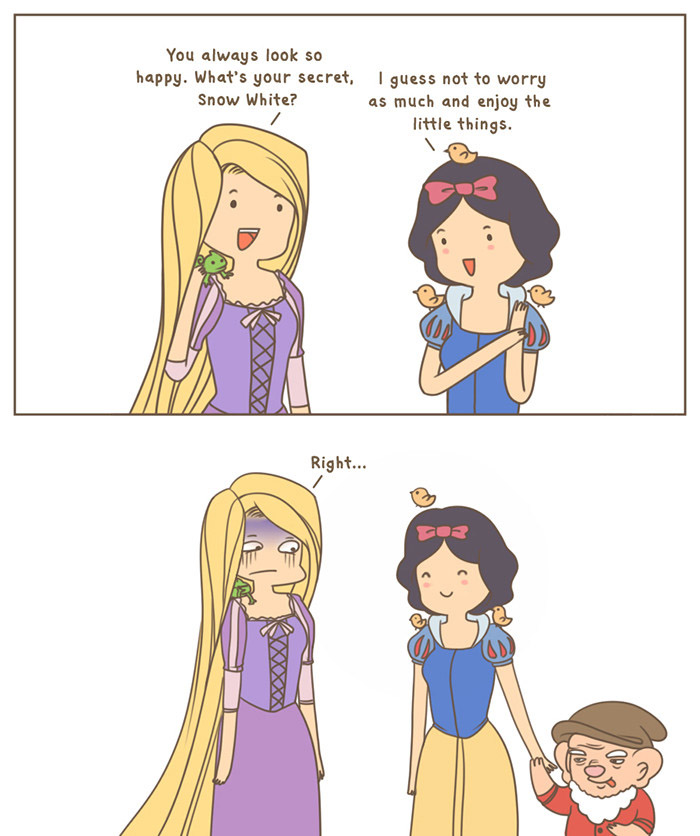 You always look so
happy. What's your secret,
Snow White?
I guess not to worry
as much and enjoy the
little things.
Right...